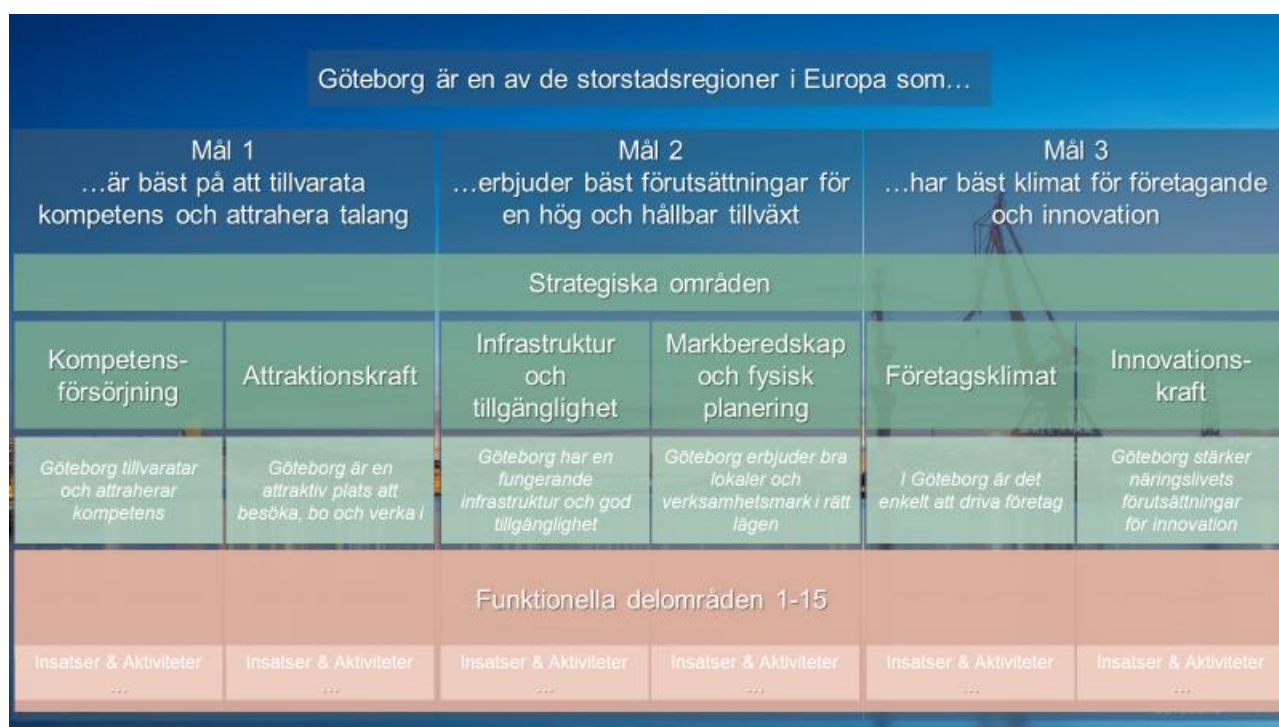 Göteborg är en av de storstadsregioner i Europa som…
Mål 1
…är bäst på att tillvarata
kompetens och attrahera talang
Mål 2
…erbjuder bäst förutsättningar för
en hög och hållbar tillväxt
Mål 3
…har bäst klimat för företagande
och innovation
Strategiska områden
Kompetens-
försörjning
Attraktionskraft
Infrastruktur
och
tillgänglighet
Markberedskap
och fysisk
planering
Företagsklimat
Innovations-
kraft
Göteborg tillvaratar
och attraherar
kompetens
Göteborg är en
attraktiv plats att
besöka, bo och verka i
Göteborg har en
fungerande
infrastruktur och god
tillgänglighet
Göteborg erbjuder bra
lokaler och
verksamhetsmark i rätt
lägen
I Göteborg är det
enkelt att driva företag
Göteborg stärker
näringslivets
förutsättningar
för innovation
Funktionella delområden 1-15
Insatser & Aktiviteter
…
Insatser & Aktiviteter
…
Insatser & Aktiviteter
…
Insatser & Aktiviteter
…
Insatser & Aktiviteter
…
Insatser & Aktiviteter
…